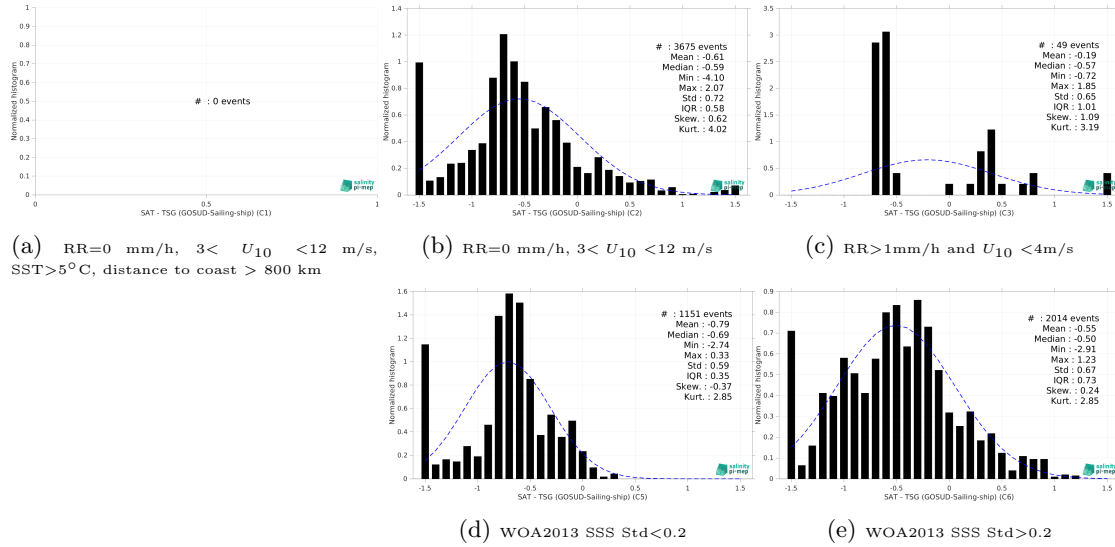 1
0.9
0.8
0.7
0.6
0.5
0.4
0.3
0.2
0.1
0
Normalized histogram
# : 0 events
salinity
pi-mep
0 0.5 1
SAT - TSG (GOSUD-Sailing-ship) (C1)
(a) RR=0 mm/h, 3< U10 <12 m/s,
SST>5°C, distance to coast > 800 km
1.4
1.2
1
0.8
0.6
0.4
0.2
0
Normalized histogram
# : 3675 events
Mean : -0.61
Median : -0.59
Min : -4.10
Max : 2.07
Std : 0.72
IQR : 0.58
Skew. : 0.62
Kurt. : 4.02
salinity
pi-mep
-1.5 -1 -0.5 0 0.5 1 1.5
SAT - TSG (GOSUD-Sailing-ship) (C2)
(b) RR=0 mm/h, 3< U10 <12 m/s
3.5
3
2.5
2
1.5
1
0.5
0
Normalized histogram
# : 49 events
Mean : -0.19
Median : -0.57
Min : -0.72
Max : 1.85
Std : 0.65
IQR : 1.01
Skew. : 1.09
Kurt. : 3.19
salinity
pi-mep
-1.5 -1 -0.5 0 0.5 1 1.5
SAT - TSG (GOSUD-Sailing-ship) (C3)
(c) RR>1mm/h and U10 <4m/s
1.6
1.4
1.2
1
0.8
0.6
0.4
0.2
0
Normalized histogram
# : 1151 events
Mean : -0.79
Median : -0.69
Min : -2.74
Max : 0.33
Std : 0.59
IQR : 0.35
Skew. : -0.37
Kurt. : 2.85
salinity
pi-mep
-1.5 -1 -0.5 0 0.5 1 1.5
SAT - TSG (GOSUD-Sailing-ship) (C5)
(d) WOA2013 SSS Std<0.2
0.9
0.8
0.7
0.6
0.5
0.4
0.3
0.2
0.1
0
Normalized histogram
# : 2014 events
Mean : -0.55
Median : -0.50
Min : -2.91
Max : 1.23
Std : 0.67
IQR : 0.73
Skew. : 0.24
Kurt. : 2.85
salinity
pi-mep
-1.5 -1 -0.5 0 0.5 1 1.5
SAT - TSG (GOSUD-Sailing-ship) (C6)
(e) WOA2013 SSS Std>0.2